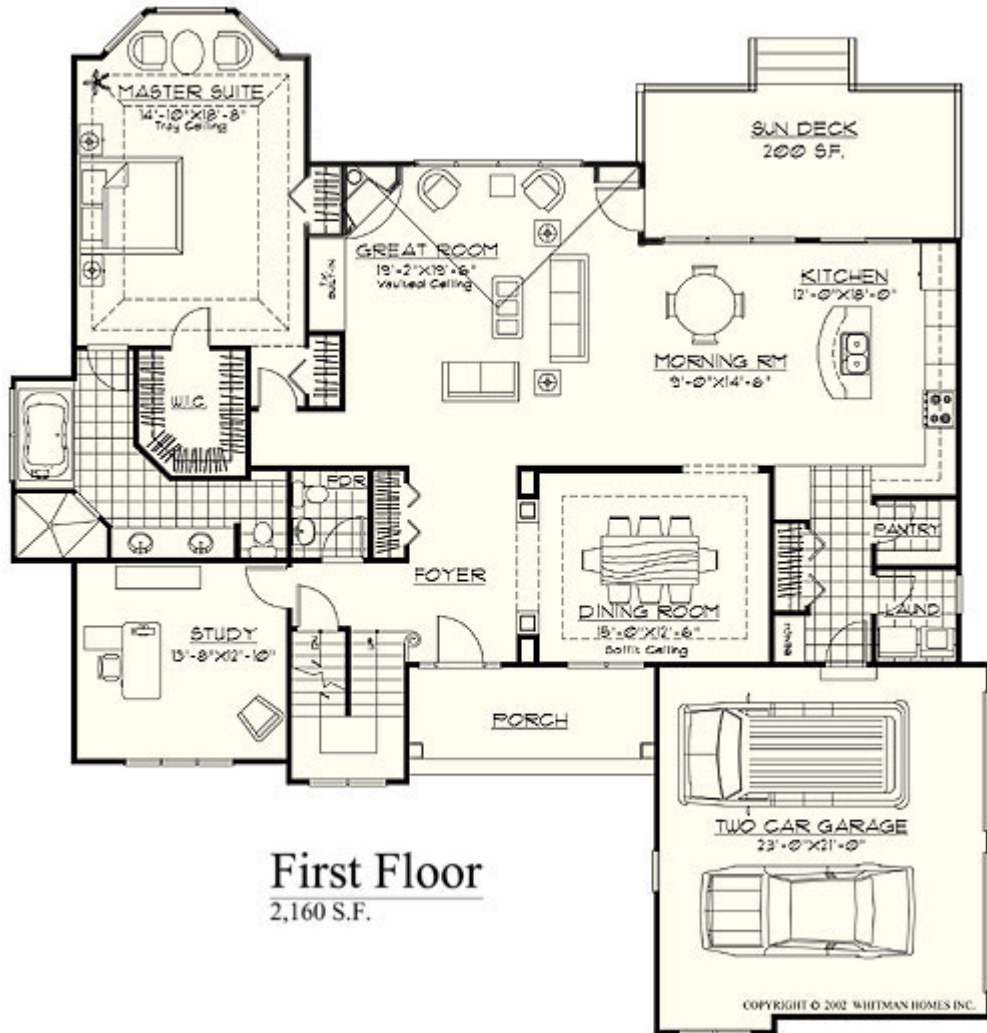 MASTER SUITE
14'-10"X18'-8"
Tray Ceiling
SUN DECK
200 S.F.
GREAT ROOM
19'-2"X19'-6"
Vaulted Ceiling
KITCHEN
12'-0"X18'-0"
MORNING RM
9'-0"X14'-6"
W.I.C.
PDR
PANTRY
FOYER
DINING ROOM
15'-0"X12'-6"
Soffit Ceiling
LAUND
STUDY
13'-8"X12'-10"
PORCH
TWO CAR GARAGE
23'-0"X21'-0"
First Floor
2,160 S.F.
COPYRIGHT © 2002 WHITMAN HOMES INC.